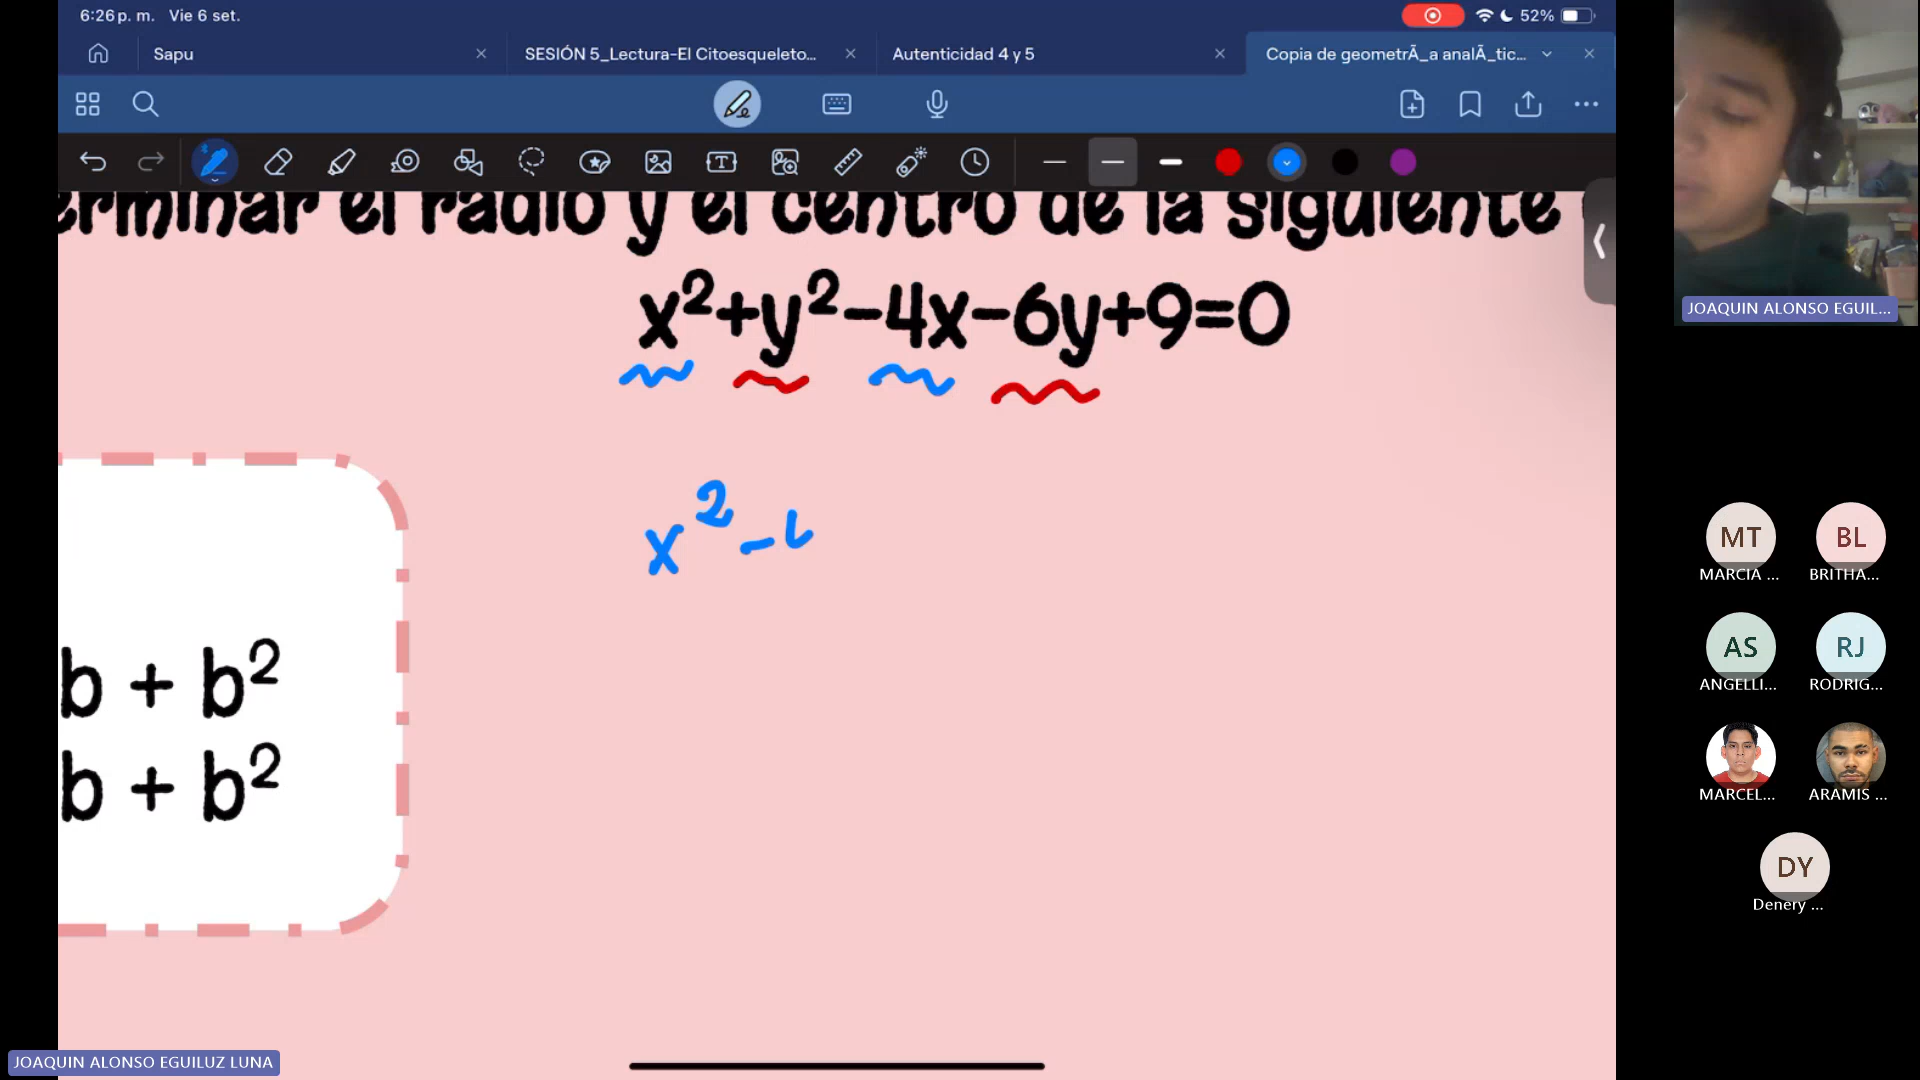 6:26 p. m. Vie 6 set.
52%
Sapu
SESIÓN 5_Lectura-El Citoesqueleto...
Autenticidad 4 y 5
Copia de geometrÃ_a analÃ_tic...
erminar el radio y el centro de la siguiente
x²+y²-4x-6y+9=0
x² -
b + b²
b + b²
JOAQUIN ALONSO EGUIL...
MT
MARCIA ...
BL
BRITHA...
AS
ANGELLI...
RJ
RODRIG...
MARCEL...
ARAMIS ...
DY
Denery ...
JOAQUIN ALONSO EGUILUZ LUNA